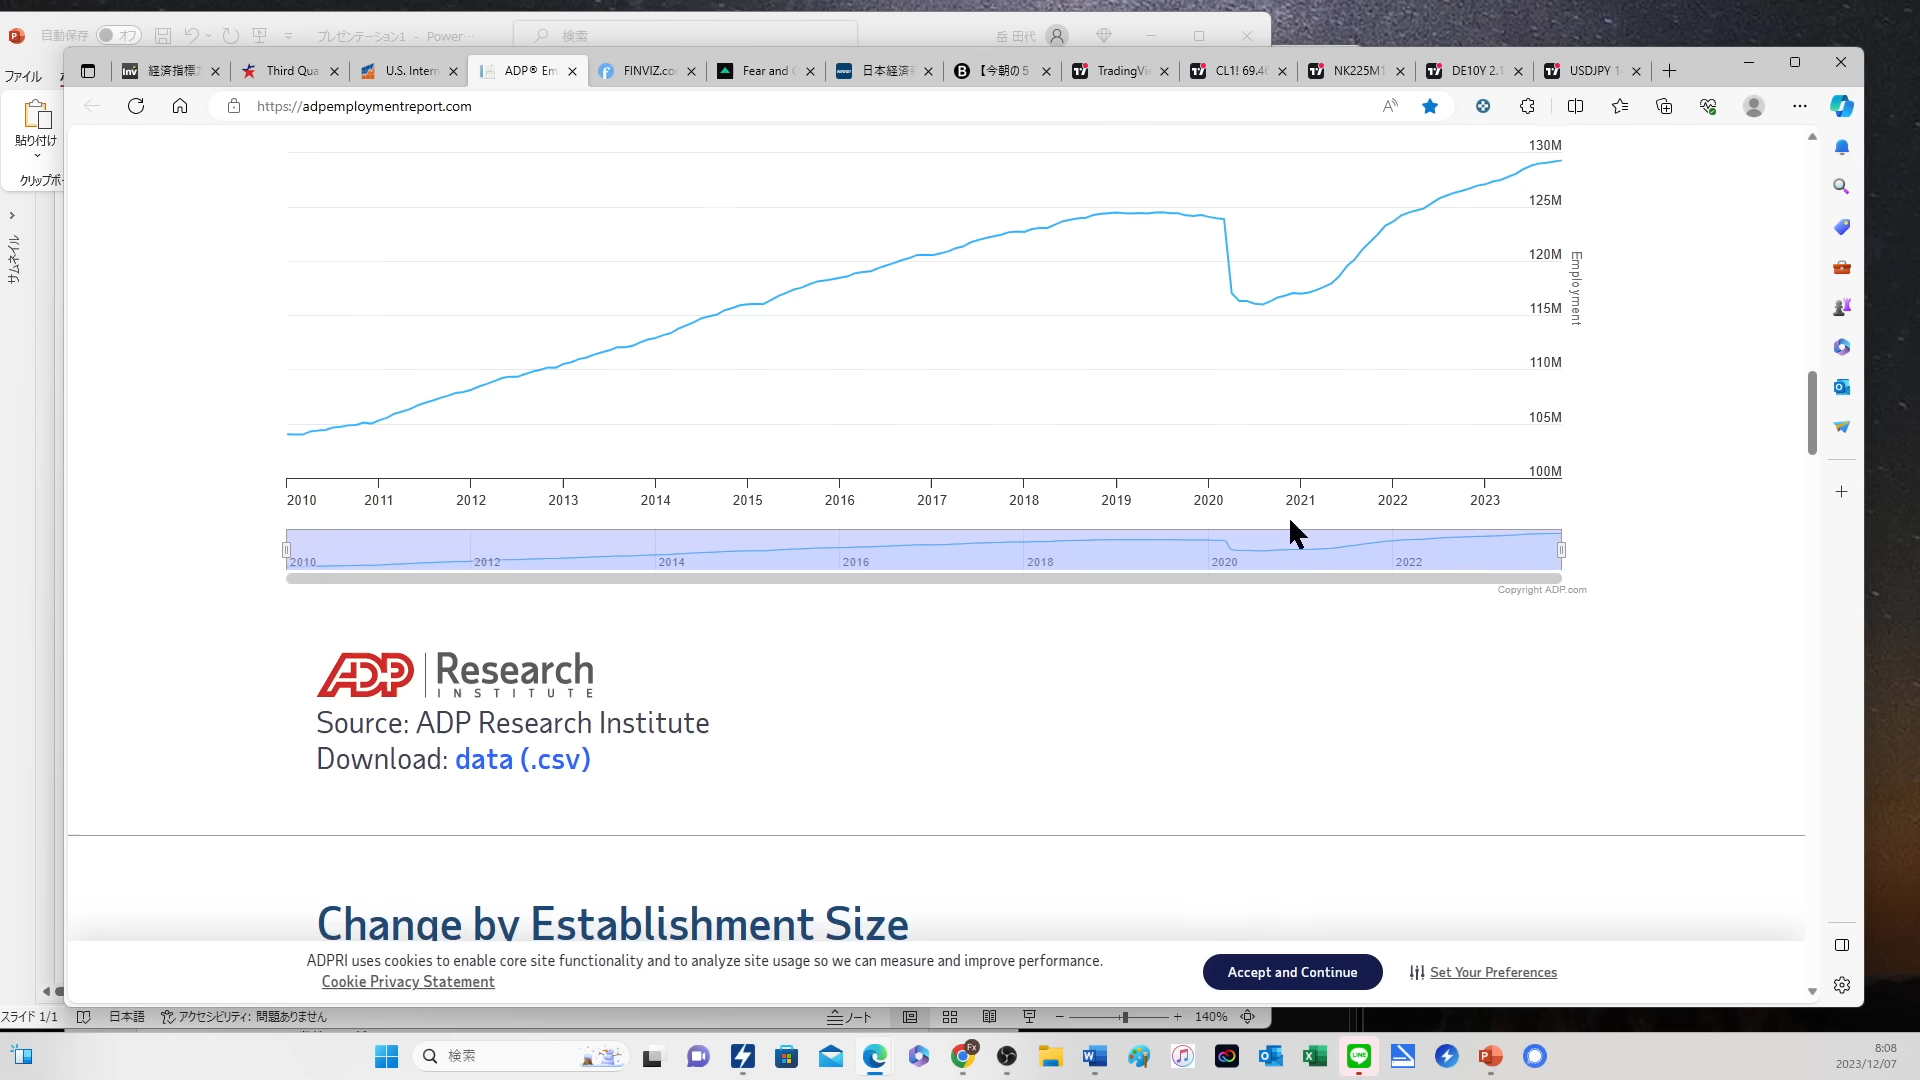 自動保存 オフ プレゼンテーション1 - Power… 検索 岳 田代
ファイル
Inv 経済指標 Third Qua U.S. Intern ADP® Em FINVIZ.co Fear and 日本経済 【今朝の5 TradingVi CL1! 69.4 NK225M1 DE10Y 2.1 USDJPY 1
https://adpemploymentreport.com
貼り付け
クリップボー
サムネイル
130M
125M
120M
115M
110M
105M
100M
Employment
2010 2011 2012 2013 2014 2015 2016 2017 2018 2019 2020 2021 2022 2023
2010 2012 2014 2016 2018 2020 2022
Copyright ADP.com
ADP Research
INSTITUTE
Source: ADP Research Institute
Download: data (.csv)
Change by Establishment Size
ADPRI uses cookies to enable core site functionality and to analyze site usage so we can measure and improve performance.
Cookie Privacy Statement
Accept and Continue
Set Your Preferences
スライド 1/1 日本語 アクセシビリティ: 問題ありません ノート 140%
検索
8:08
2023/12/07